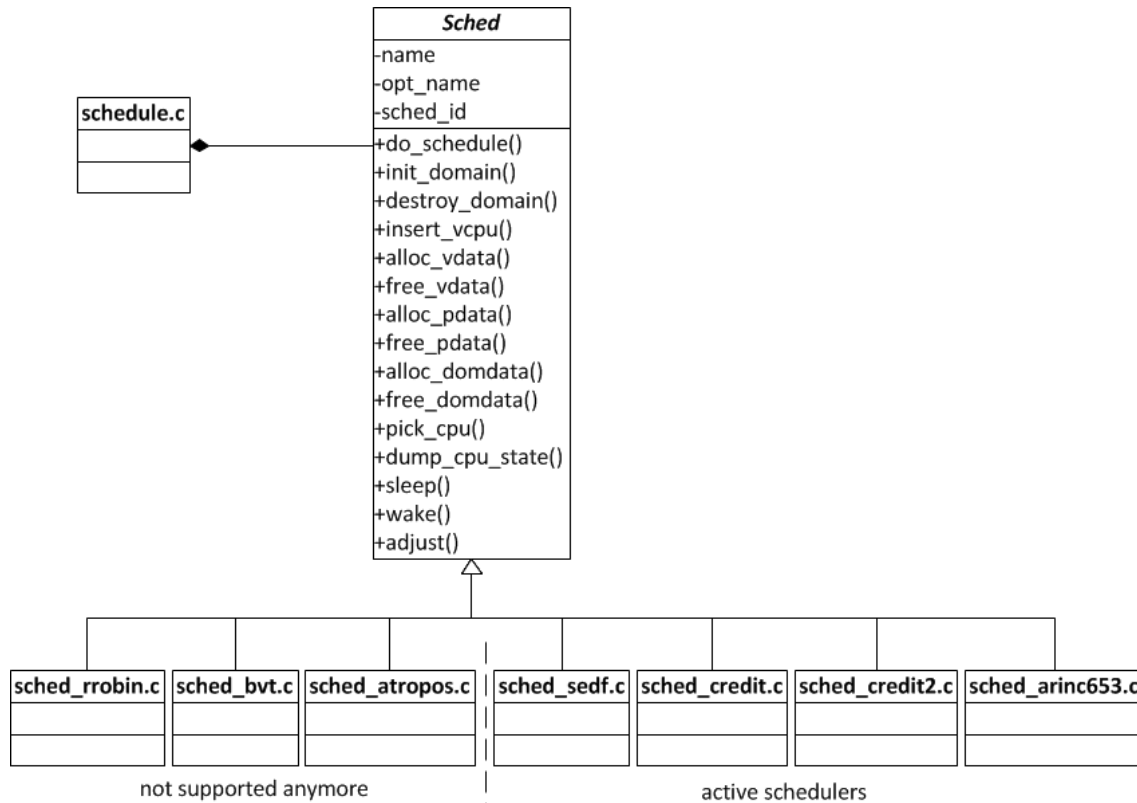 Sched
-name
-opt_name
-sched_id
schedule.c
+do_schedule()
+init_domain()
+destroy_domain()
+insert_vcpu()
+alloc_vdata()
+free_vdata()
+alloc_pdata()
+free_pdata()
+alloc_domdata()
+free_domdata()
+pick_cpu()
+dump_cpu_state()
+sleep()
+wake()
+adjust()
sched_rrobin.c sched_bvt.c sched_atropos.c sched_sedf.c sched_credit.c sched_credit2.c sched_arinc653.c
not supported anymore active schedulers